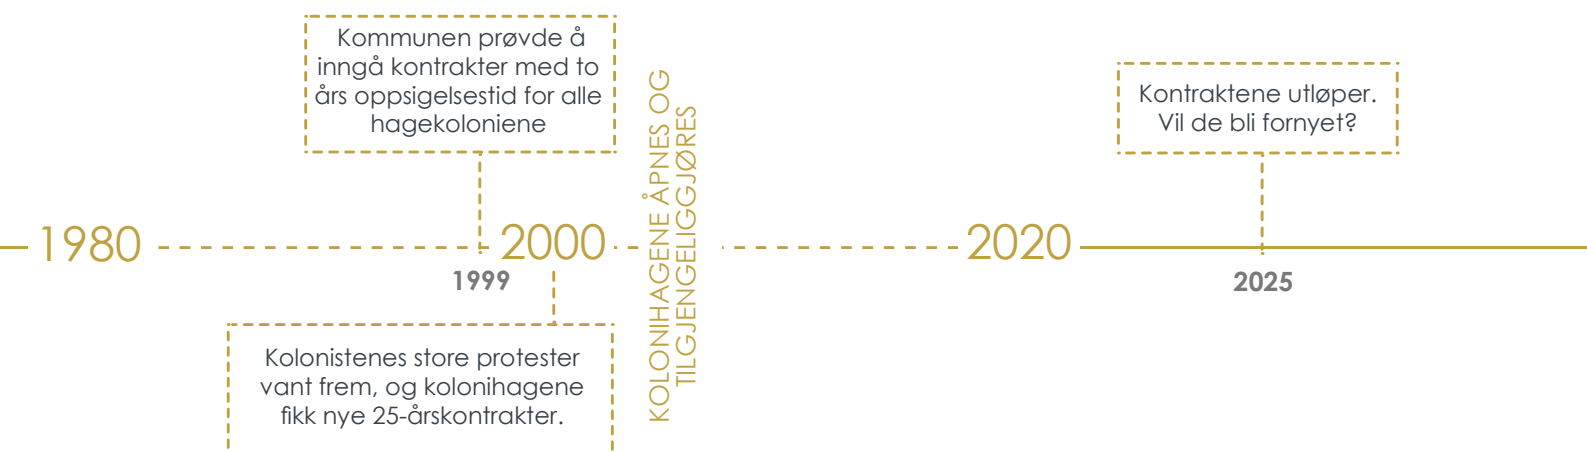 Kommunen prøvde å
inngå kontrakter med to
års oppsigelsestid for alle
hagekoloniene
KOLONIHAGENE ÅPNES OG
TILGJENGELIGGJØRES
Kontraktene utløper.
Vil de bli fornyet?
1980
2000
2020
1999
2025
Kolonistenes store protester
vant frem, og kolonihagene
fikk nye 25-årskontrakter.